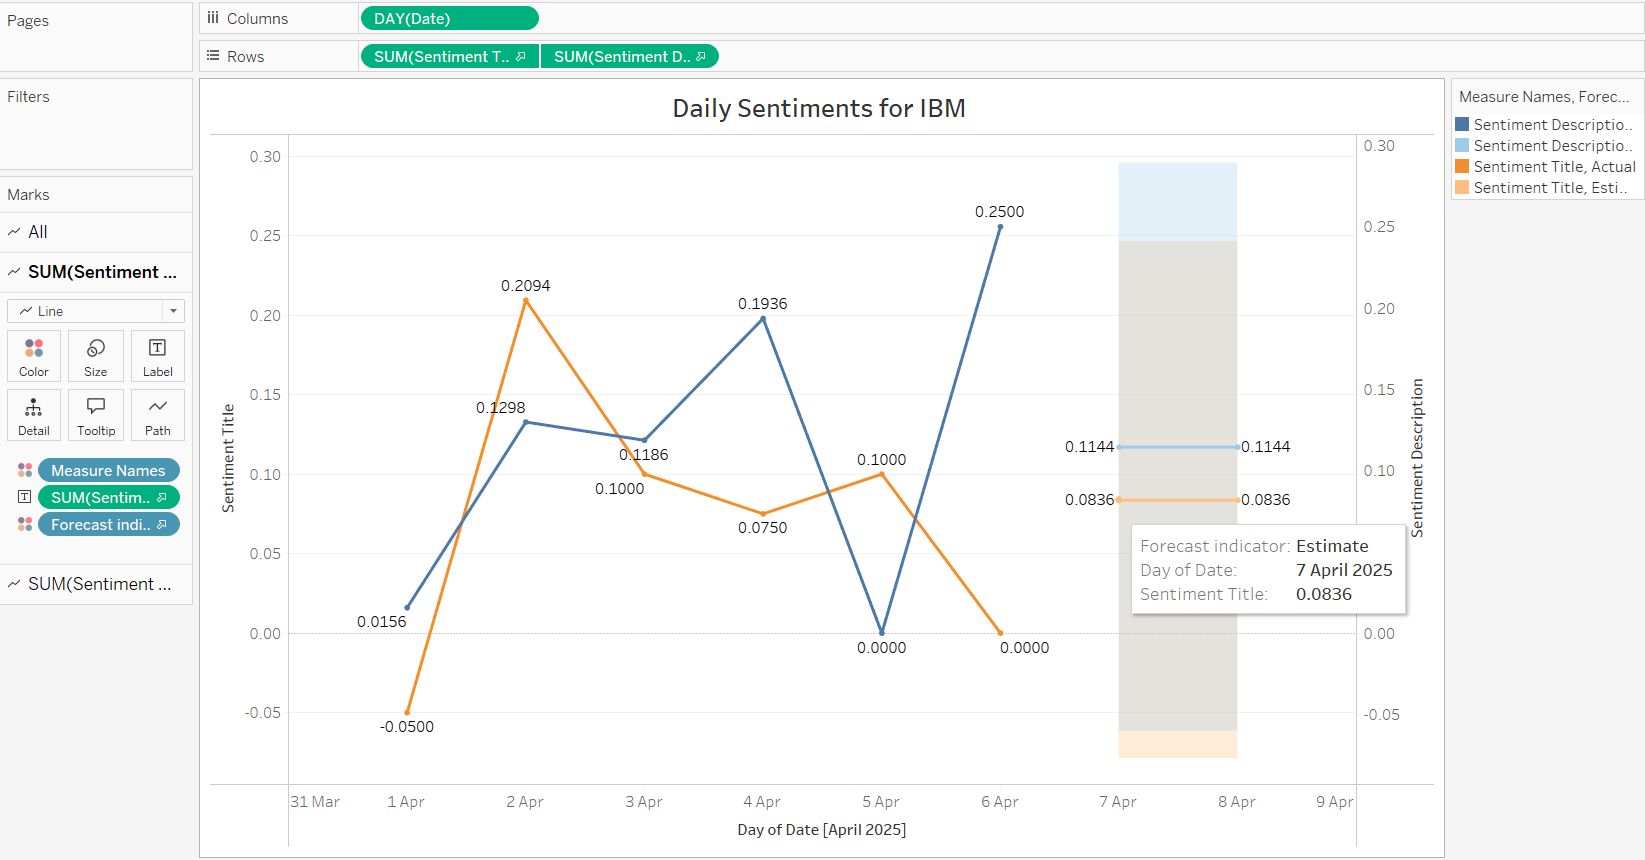 Pages
Columns
DAY(Date)
Rows
SUM(Sentiment T..
SUM(Sentiment D..
Filters
Marks
All
SUM(Sentiment ...
Line
Color
Size
Label
Detail
Tooltip
Path
Measure Names
SUM(Sentim..
Forecast indi..
SUM(Sentiment ...
Daily Sentiments for IBM
0.30
0.25
0.20
0.15
0.10
0.05
0.00
-0.05
Sentiment Title
0.2500
0.2094
0.1936
0.1298
0.1186
0.1000
0.1000
0.0750
0.0156
0.0000
0.0000
-0.0500
0.1144
0.1144
0.0836
0.0836
Forecast indicator: Estimate
Day of Date: 7 April 2025
Sentiment Title: 0.0836
0.30
0.25
0.20
0.15
0.10
0.00
-0.05
Sentiment Description
31 Mar
1 Apr
2 Apr
3 Apr
4 Apr
5 Apr
6 Apr
7 Apr
8 Apr
9 Apr
Day of Date [April 2025]
Measure Names, Forec...
Sentiment Descriptio..
Sentiment Descriptio..
Sentiment Title, Actual
Sentiment Title, Esti..